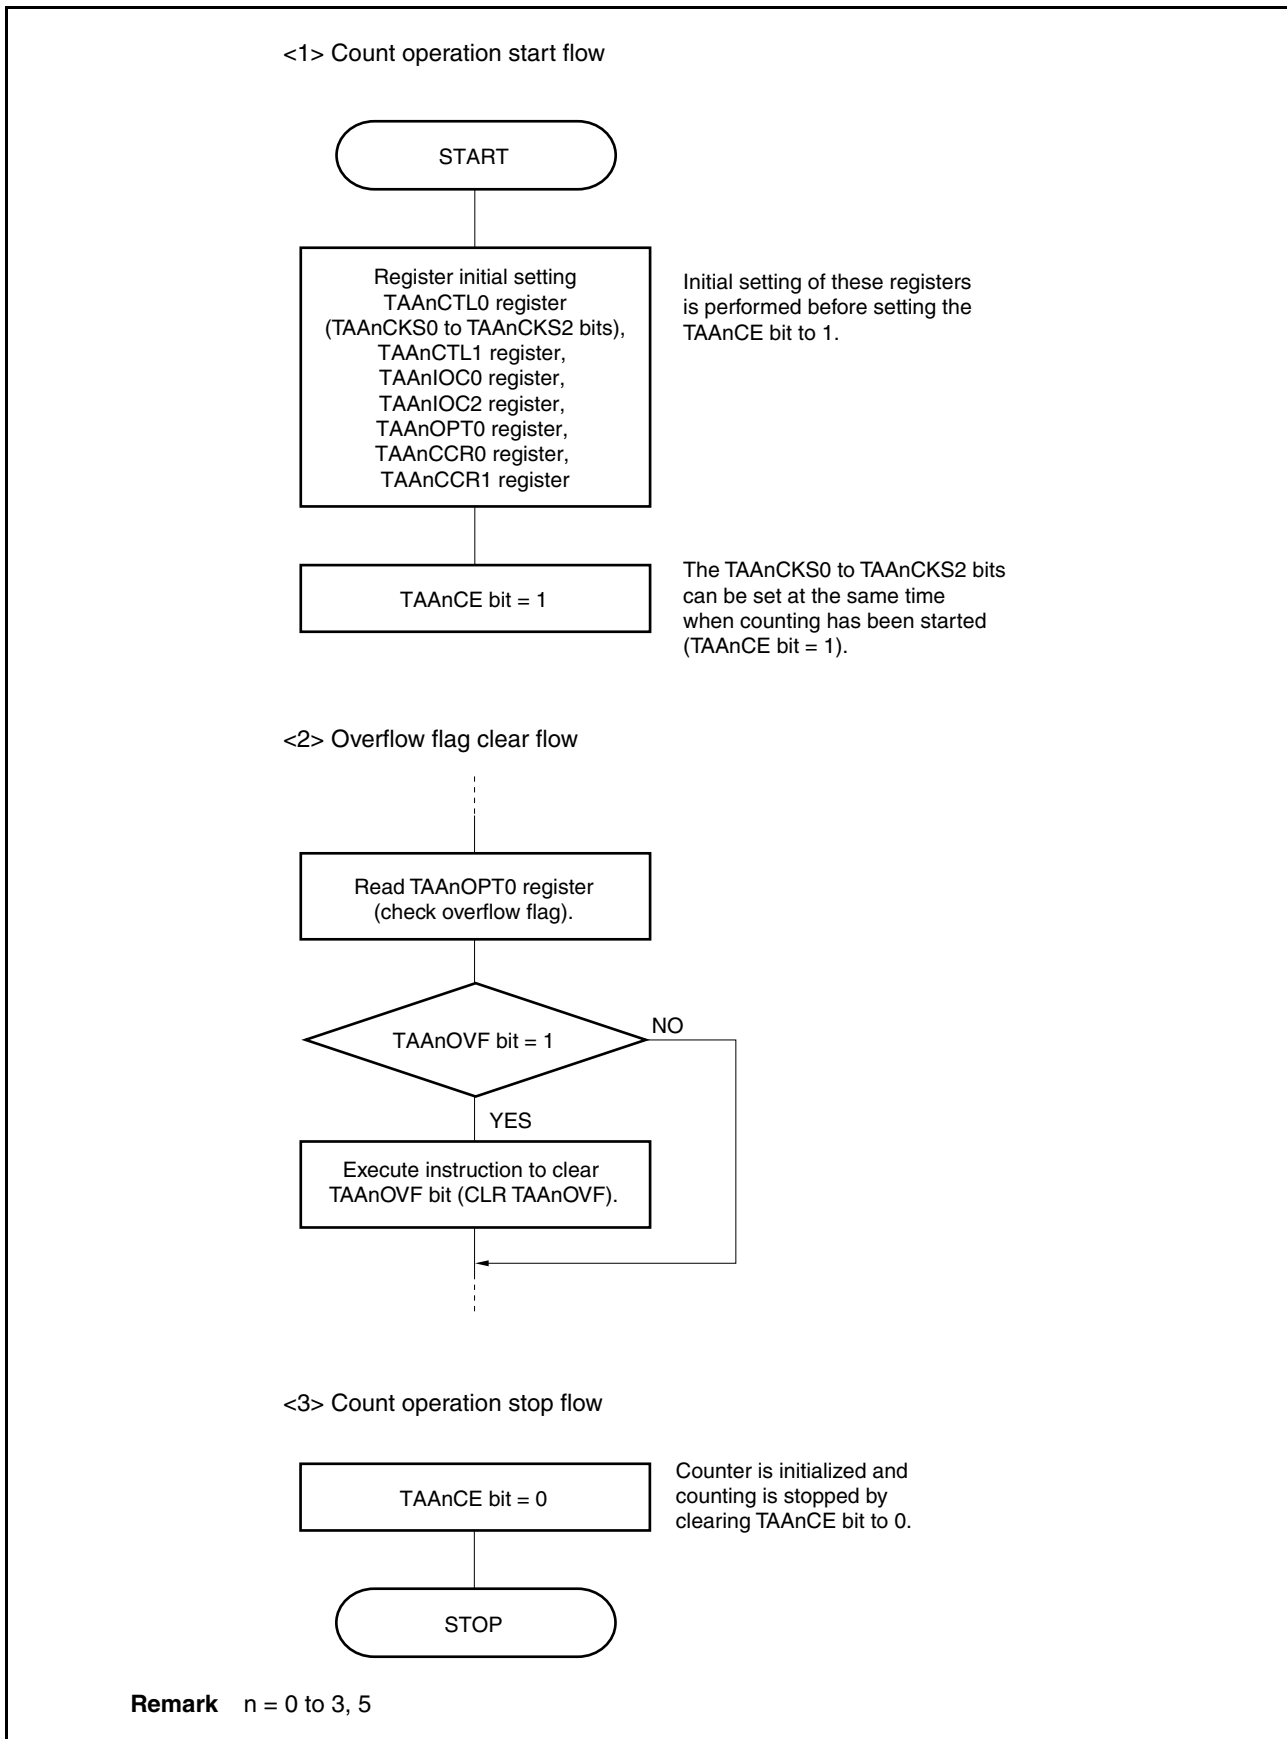 <1> Count operation start flow
START
Register initial setting
TAAnCTL0 register
(TAAnCKS0 to TAAnCKS2 bits),
TAAnCTL1 register,
TAAnIOC0 register,
TAAnIOC2 register,
TAAnOPT0 register,
TAAnCCR0 register,
TAAnCCR1 register
Initial setting of these registers
is performed before setting the
TAAnCE bit to 1.
TAAnCE bit = 1
The TAAnCKS0 to TAAnCKS2 bits
can be set at the same time
when counting has been started
(TAAnCE bit = 1).
<2> Overflow flag clear flow
Read TAAnOPT0 register
(check overflow flag).
TAAnOVF bit = 1
NO
YES
Execute instruction to clear
TAAnOVF bit (CLR TAAnOVF).
<3> Count operation stop flow
TAAnCE bit = 0
Counter is initialized and
counting is stopped by
clearing TAAnCE bit to 0.
STOP
Remark n = 0 to 3, 5